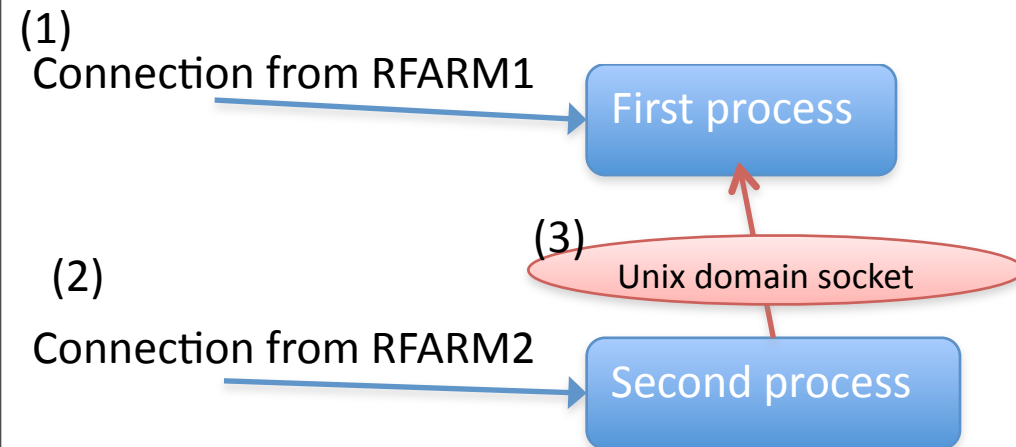 (1)
Connection from RFARM1
First process
(3)
Unix domain socket
(2)
Connection from RFARM2
Second process